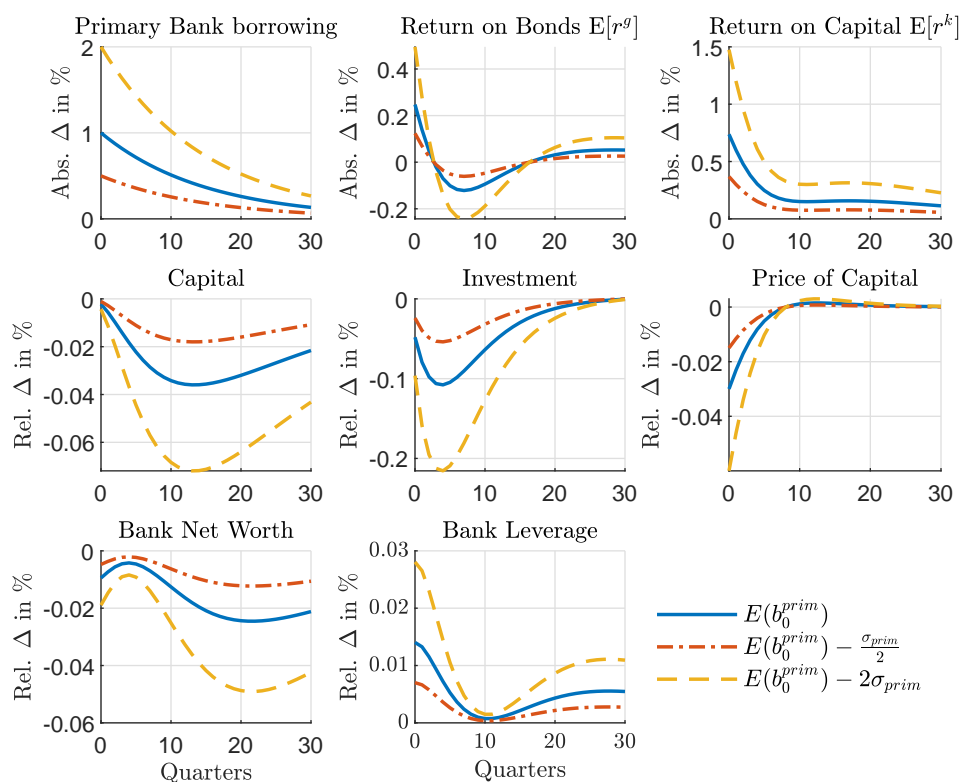 Primary Bank borrowing
Abs. Δ in %
2
1
0
0 10 20 30
Return on Bonds E[r^g]
Abs. Δ in %
0.4
0.2
0
-0.2
0 10 20 30
Return on Capital E[r^k]
Abs. Δ in %
1.5
1
0.5
0
0 10 20 30
Capital
Rel. Δ in %
0
-0.02
-0.04
-0.06
0 10 20 30
Investment
Rel. Δ in %
0
-0.1
-0.2
0 10 20 30
Price of Capital
Rel. Δ in %
0
-0.02
-0.04
0 10 20 30
Bank Net Worth
Rel. Δ in %
0
-0.02
-0.04
-0.06
0 10 20 30
Quarters
Bank Leverage
Rel. Δ in %
0.03
0.02
0.01
0
0 10 20 30
Quarters
E(b_0^{prim})
E(b_0^{prim}) − \frac{σ_{prim}}{2}
E(b_0^{prim}) − 2σ_{prim}